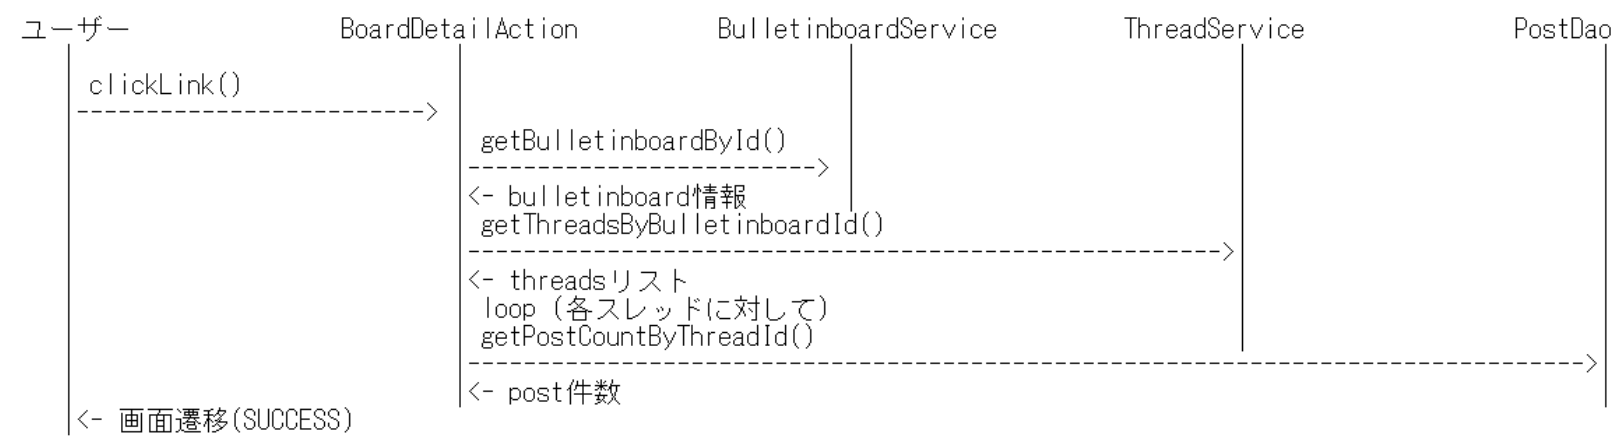 ユーザー BoardDetailAction BulletinboardService ThreadService PostDao
clickLink()
getBulletinboardById()
<- bulletinboard情報
getThreadsByBulletinboardId()
<- threadsリスト
loop (各スレッドに対して)
getPostCountByThreadId()
<- post件数
<- 画面遷移(SUCCESS)